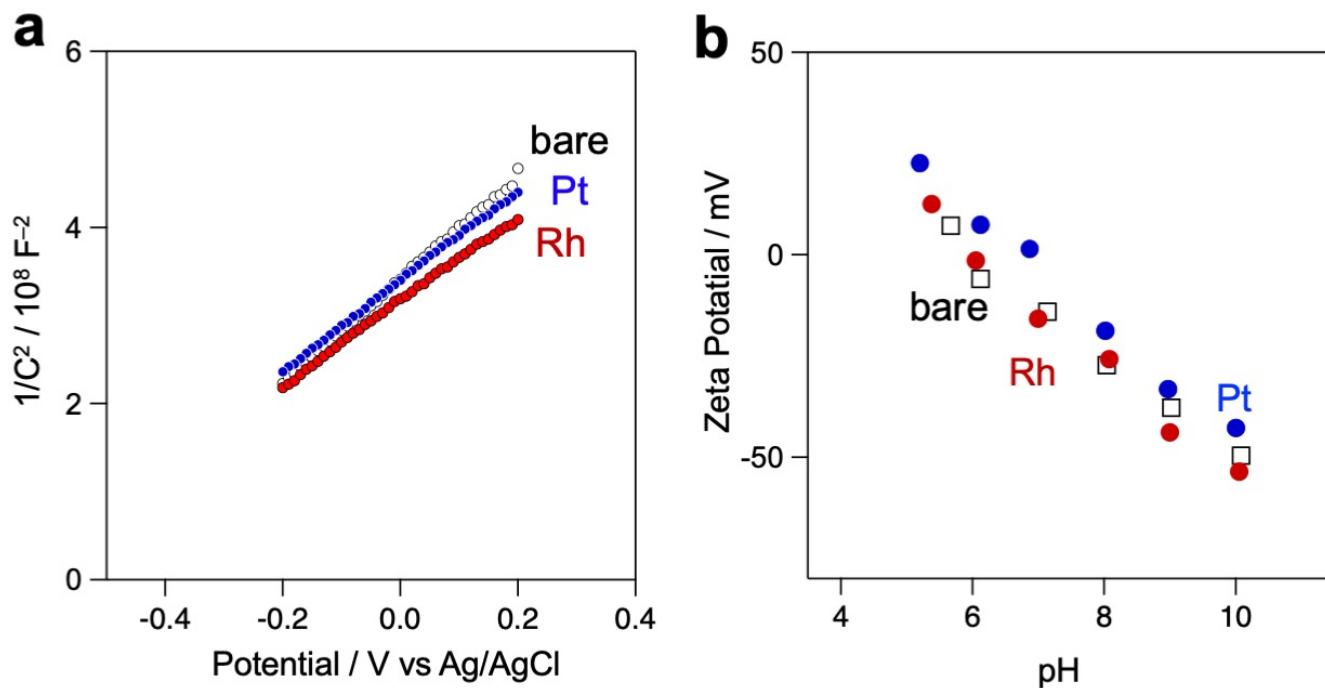 a
6
4
2
0
1/C² / 10⁸ F⁻²
bare
Pt
Rh
-0.4
-0.2
0.0
0.2
0.4
Potential / V vs Ag/AgCl
b
50
0
-50
Zeta Potatial / mV
bare
Rh
Pt
4
6
8
10
pH